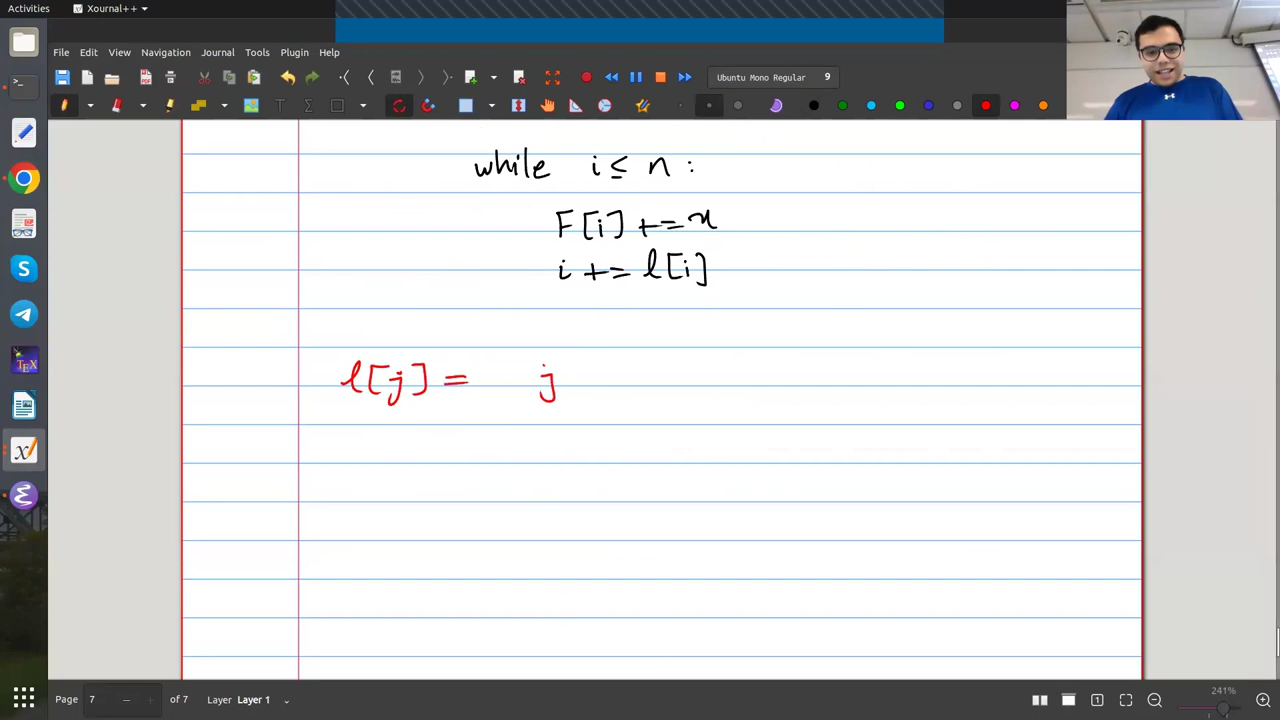 Activities Xournal++
File Edit View Navigation Journal Tools Plugin Help
Ubuntu Mono Regular 9
while i ≤ n :
F[i] += x
i += l[i]
l[j] = j
Page 7 of 7 Layer Layer 1
241%